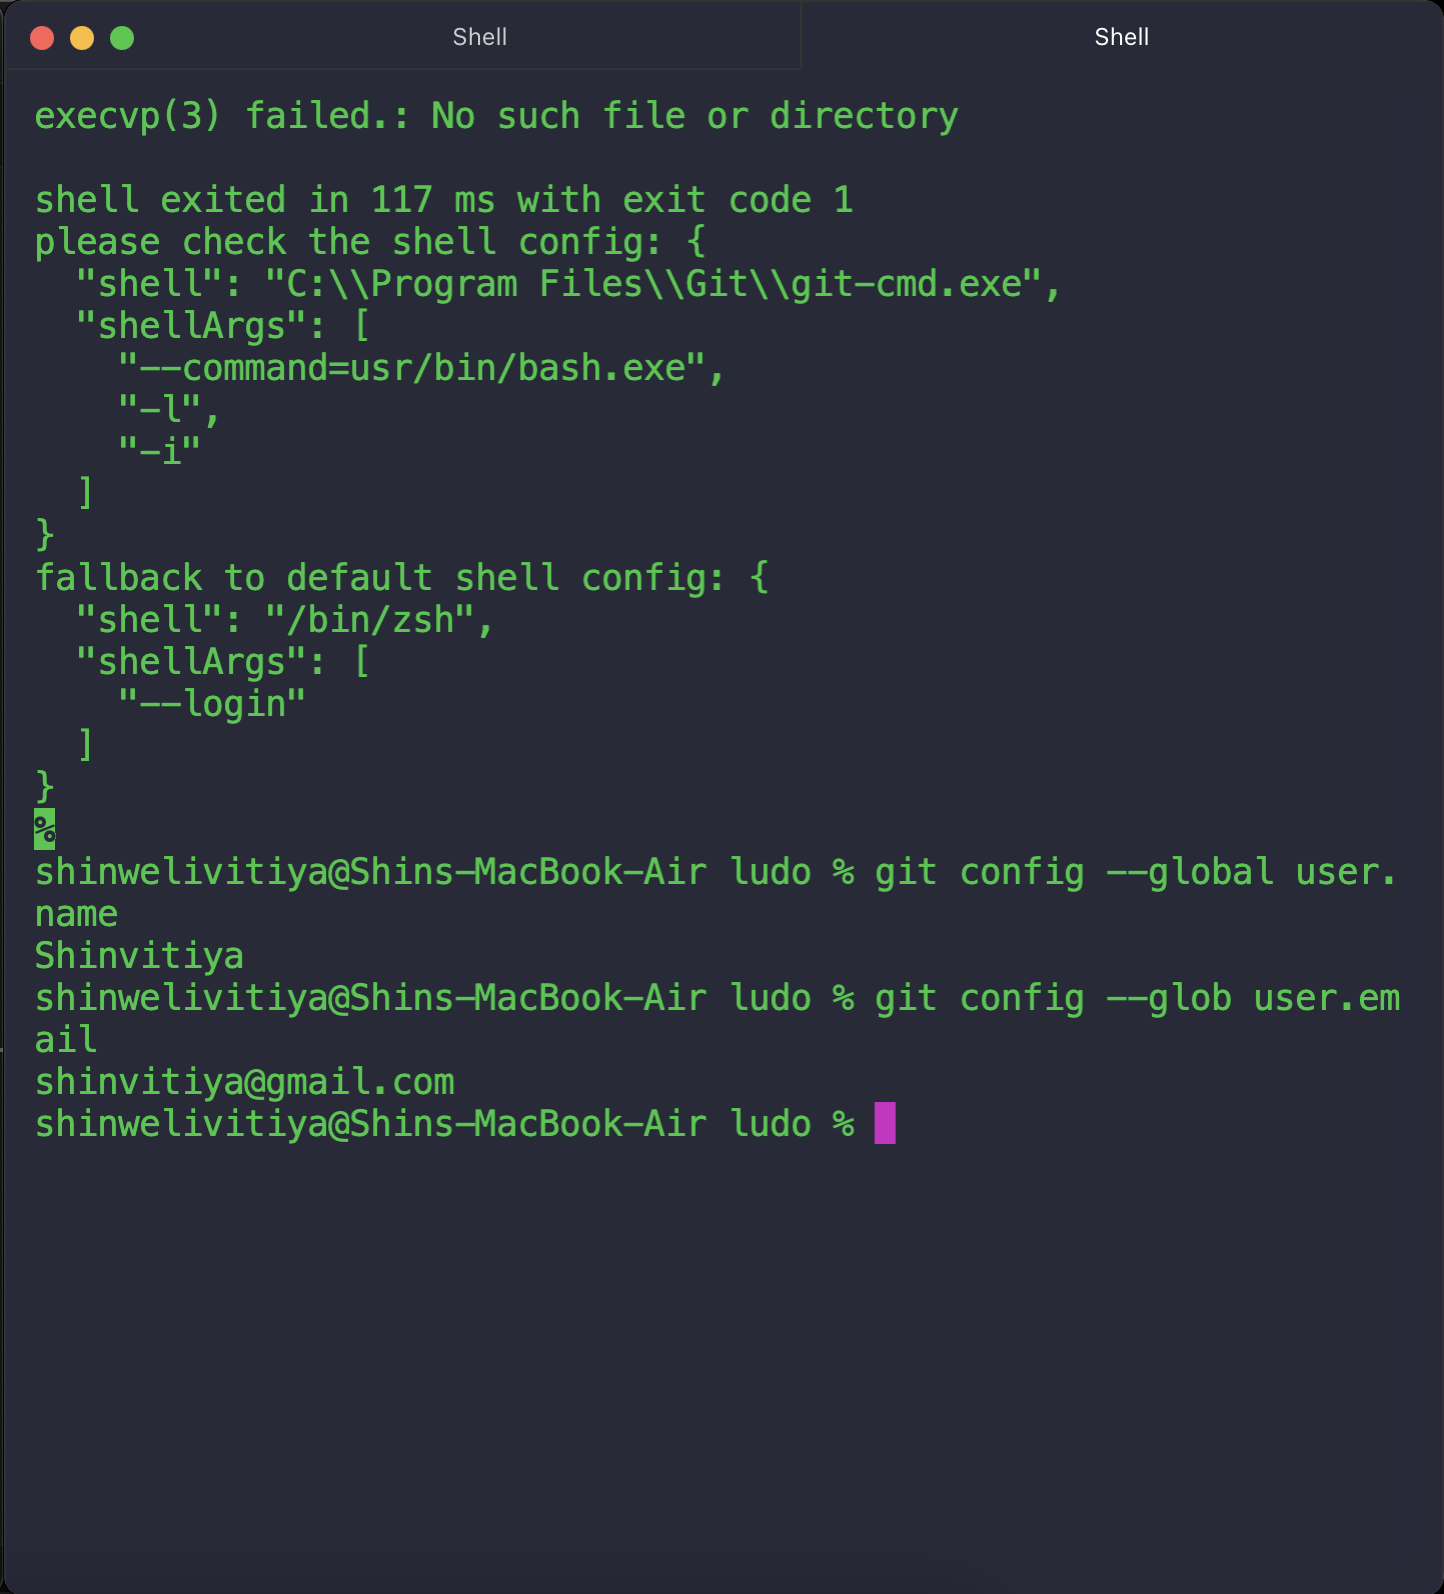 Shell
Shell
execvp(3) failed.: No such file or directory
shell exited in 117 ms with exit code 1
please check the shell config: {
  "shell": "C:\\Program Files\\Git\\git-cmd.exe",
  "shellArgs": [
    "--command=usr/bin/bash.exe",
    "-l",
    "-i"
  ]
}
fallback to default shell config: {
  "shell": "/bin/zsh",
  "shellArgs": [
    "--login"
  ]
}
%
shinwelivitiya@Shins-MacBook-Air ludo % git config --global user.
name
Shinvitiya
shinwelivitiya@Shins-MacBook-Air ludo % git config --glob user.em
ail
shinvitiya@gmail.com
shinwelivitiya@Shins-MacBook-Air ludo %